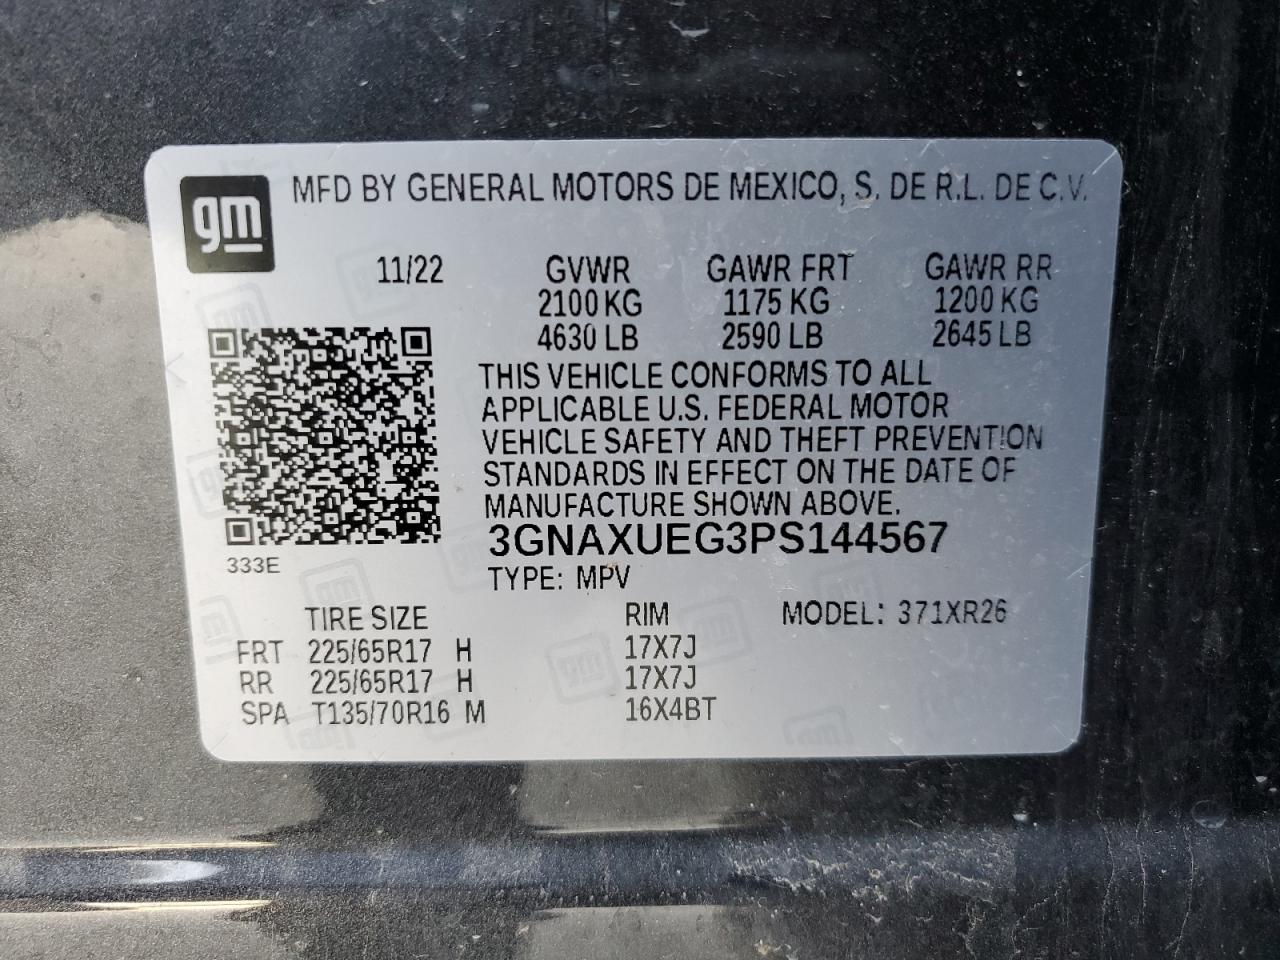 gm
MFD BY GENERAL MOTORS DE MEXICO, S. DE R.L. DE C.V.
11/22 GVWR GAWR FRT GAWR RR
2100 KG 1175 KG 1200 KG
4630 LB 2590 LB 2645 LB
THIS VEHICLE CONFORMS TO ALL
APPLICABLE U.S. FEDERAL MOTOR
VEHICLE SAFETY AND THEFT PREVENTION
STANDARDS IN EFFECT ON THE DATE OF
MANUFACTURE SHOWN ABOVE.
3GNAXUEG3PS144567
333E
TYPE: MPV
TIRE SIZE RIM MODEL: 371XR26
FRT 225/65R17 H 17X7J
RR 225/65R17 H 17X7J
SPA T135/70R16 M 16X4BT